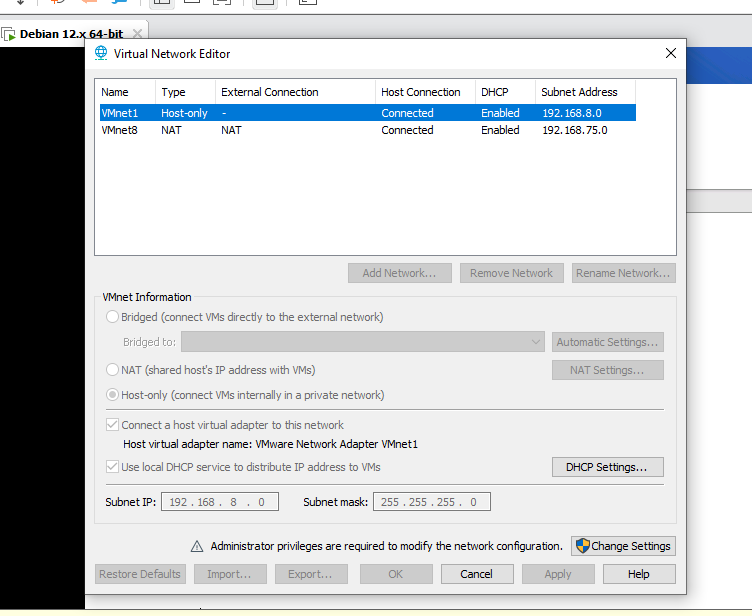 Debian 12.x 64-bit
Virtual Network Editor
Name Type External Connection Host Connection DHCP Subnet Address
VMnet1 Host-only - Connected Enabled 192.168.8.0
VMnet8 NAT NAT Connected Enabled 192.168.75.0
Add Network... Remove Network Rename Network...
VMnet Information
Bridged (connect VMs directly to the external network)
Bridged to: Automatic Settings...
NAT (shared host's IP address with VMs) NAT Settings...
Host-only (connect VMs internally in a private network)
Connect a host virtual adapter to this network
Host virtual adapter name: VMware Network Adapter VMnet1
Use local DHCP service to distribute IP address to VMs DHCP Settings...
Subnet IP: 192 . 168 . 8 . 0 Subnet mask: 255 . 255 . 255 . 0
Administrator privileges are required to modify the network configuration. Change Settings
Restore Defaults Import... Export... OK Cancel Apply Help